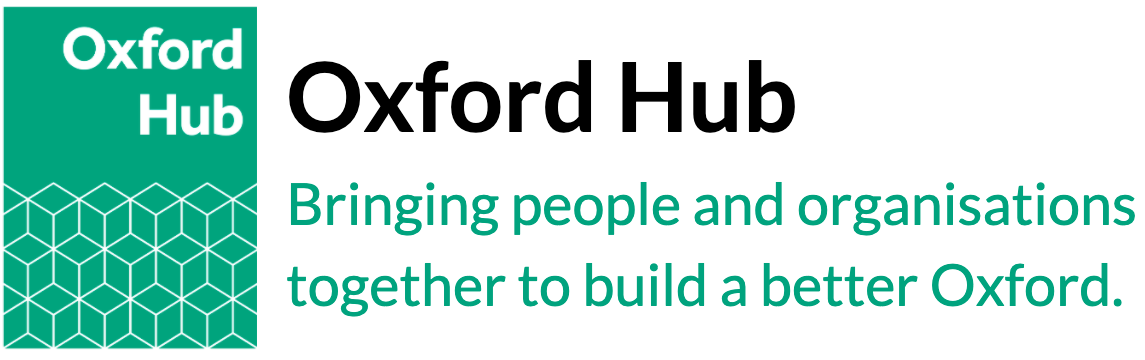 Oxford
Hub
Oxford Hub
Bringing people and organisations
together to build a better Oxford.